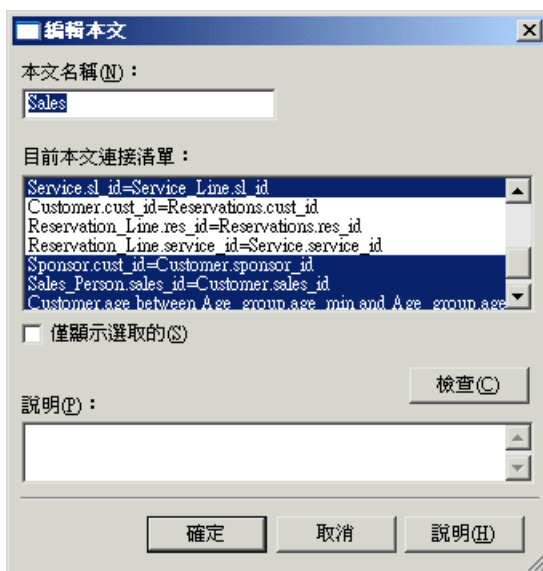 編輯本文
本文名稱(N)：
Sales
目前本文連接清單：
Service.sl_id=Service_Line.sl_id
Customer.cust_id=Reservations.cust_id
Reservation_Line.res_id=Reservations.res_id
Reservation_Line.service_id=Service.service_id
Sponsor.cust_id=Customer.sponsor_id
Sales_Person.sales_id=Customer.sales_id
Customer.age between Age_group.age_min and Age_group.age
僅顯示選取的(S)
檢查(C)
說明(P)：
確定 取消 說明(H)